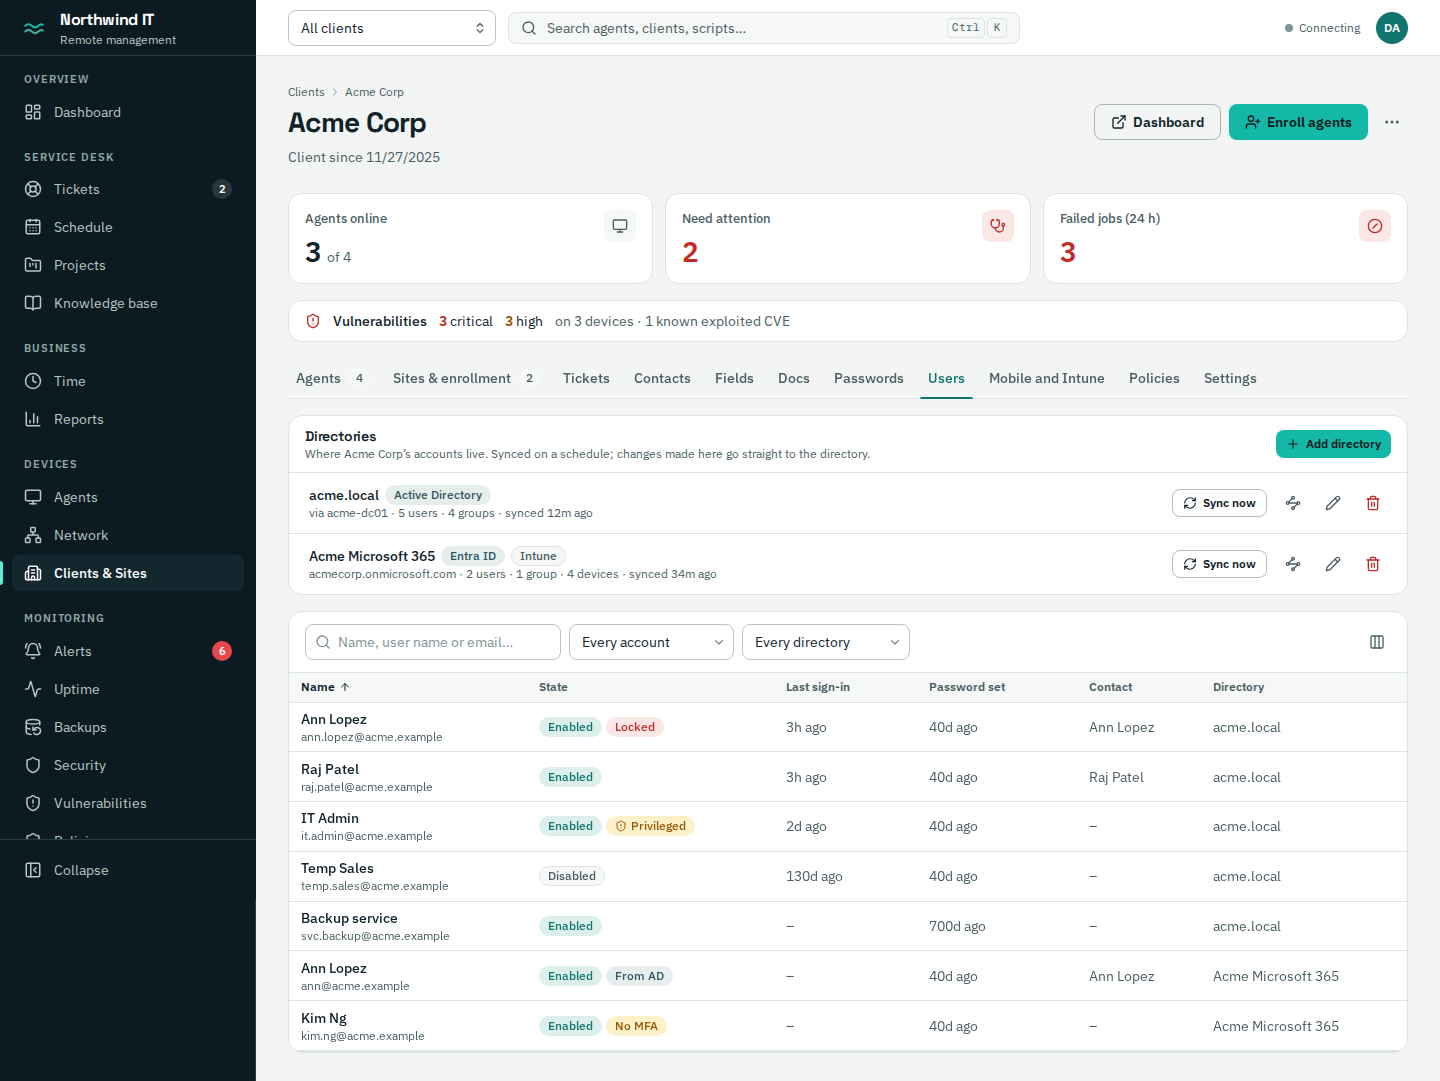 Northwind IT
Remote management
All clients
Search agents, clients, scripts...
Ctrl K
Connecting
DA
OVERVIEW
Dashboard
SERVICE DESK
Tickets 2
Schedule
Projects
Knowledge base
BUSINESS
Time
Reports
DEVICES
Agents
Network
Clients & Sites
MONITORING
Alerts 6
Uptime
Backups
Security
Vulnerabilities
Collapse
Clients > Acme Corp
Acme Corp
Client since 11/27/2025
Dashboard
Enroll agents
Agents online
3 of 4
Need attention
2
Failed jobs (24 h)
3
Vulnerabilities 3 critical 3 high on 3 devices · 1 known exploited CVE
Agents 4 Sites & enrollment 2 Tickets Contacts Fields Docs Passwords Users Mobile and Intune Policies Settings
Directories
Where Acme Corp's accounts live. Synced on a schedule; changes made here go straight to the directory.
Add directory
acme.local Active Directory
via acme-dc01 · 5 users · 4 groups · synced 12m ago
Sync now
Acme Microsoft 365 Entra ID Intune
acmecorp.onmicrosoft.com · 2 users · 1 group · 4 devices · synced 34m ago
Sync now
Name, user name or email...
Every account
Every directory
Name State Last sign-in Password set Contact Directory
Ann Lopez
ann.lopez@acme.example
Enabled Locked 3h ago 40d ago Ann Lopez acme.local
Raj Patel
raj.patel@acme.example
Enabled 3h ago 40d ago Raj Patel acme.local
IT Admin
it.admin@acme.example
Enabled Privileged 2d ago 40d ago – acme.local
Temp Sales
temp.sales@acme.example
Disabled 130d ago 40d ago – acme.local
Backup service
svc.backup@acme.example
Enabled – 700d ago – acme.local
Ann Lopez
ann@acme.example
Enabled From AD – 40d ago Ann Lopez Acme Microsoft 365
Kim Ng
kim.ng@acme.example
Enabled No MFA – 40d ago – Acme Microsoft 365